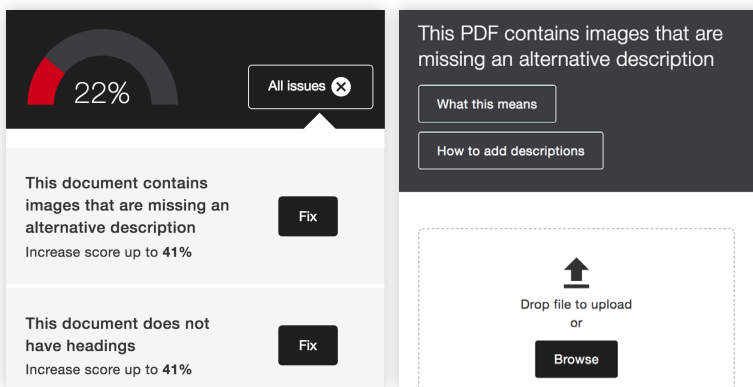 22%
All issues
This document contains
images that are missing an
alternative description
Increase score up to 41%
Fix
This document does not
have headings
Increase score up to 41%
Fix
This PDF contains images that are
missing an alternative description
What this means
How to add descriptions
Drop file to upload
or
Browse